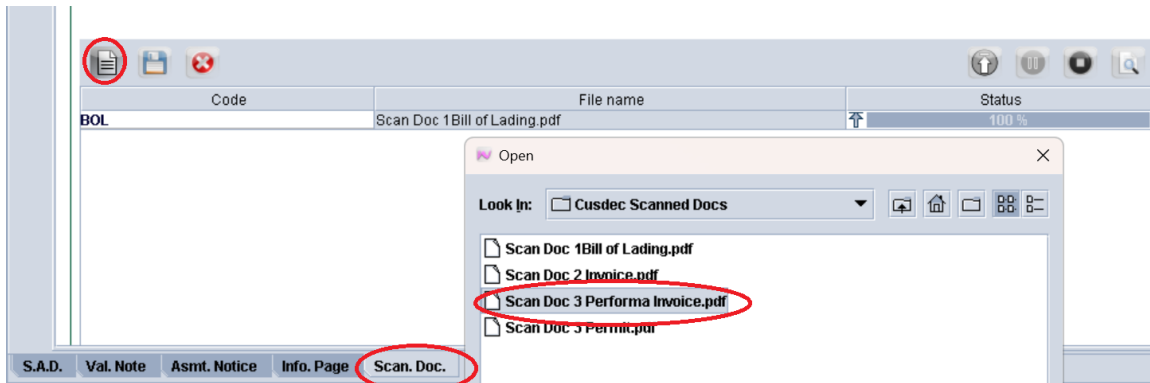 Code File name Status
BOL Scan Doc 1Bill of Lading.pdf 100 %
Open
Look In: Cusdec Scanned Docs
Scan Doc 1Bill of Lading.pdf
Scan Doc 2 Invoice.pdf
Scan Doc 3 Performa Invoice.pdf
Scan Doc 3 Permit.pdf
S.A.D. Val. Note Asmt. Notice Info. Page Scan. Doc.